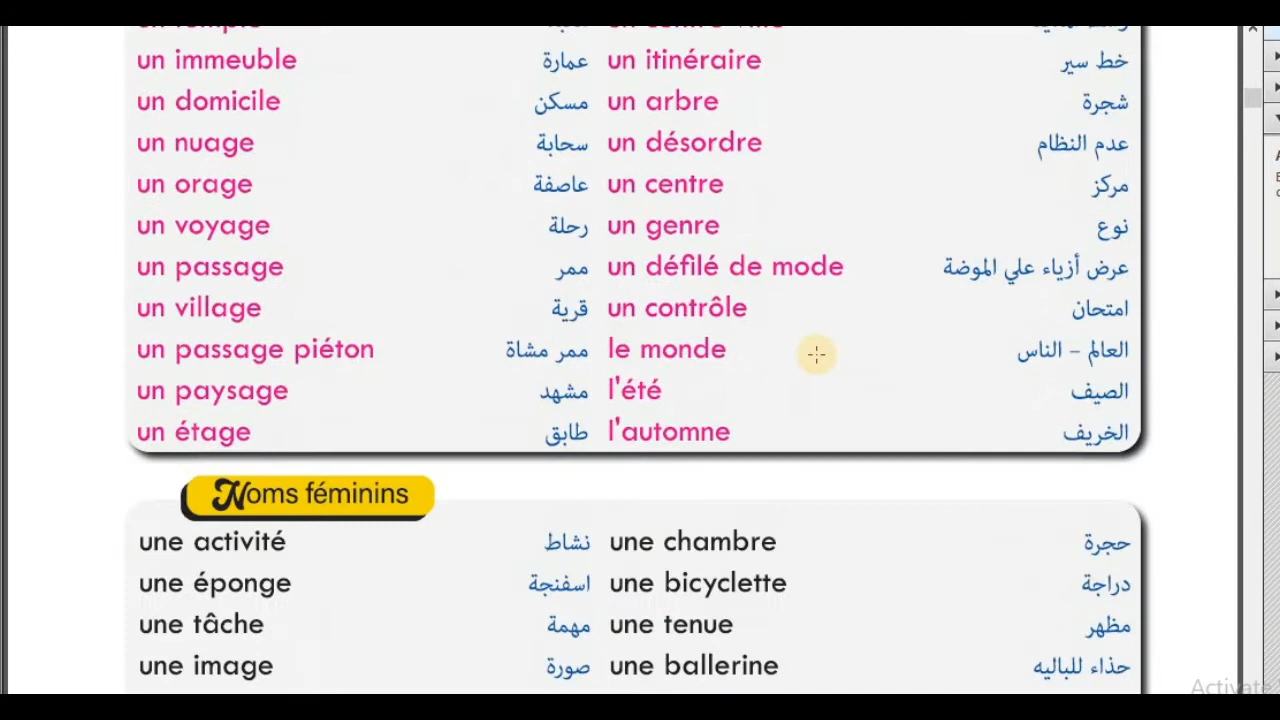 un immeuble عمارة un itinéraire خط سير
un domicile مسكن un arbre شجرة
un nuage سحابة un désordre عدم النظام
un orage عاصفة un centre مركز
un voyage رحلة un genre نوع
un passage ممر un défilé de mode عرض أزياء علي الموضة
un village قرية un contrôle امتحان
un passage piéton ممر مشاة le monde العالم – الناس
un paysage مشهد l'été الصيف
un étage طابق l'automne الخريف
Noms féminins
une activité نشاط une chambre حجرة
une éponge اسفنجة une bicyclette دراجة
une tâche مهمة une tenue مظهر
une image صورة une ballerine حذاء للباليه
Activate